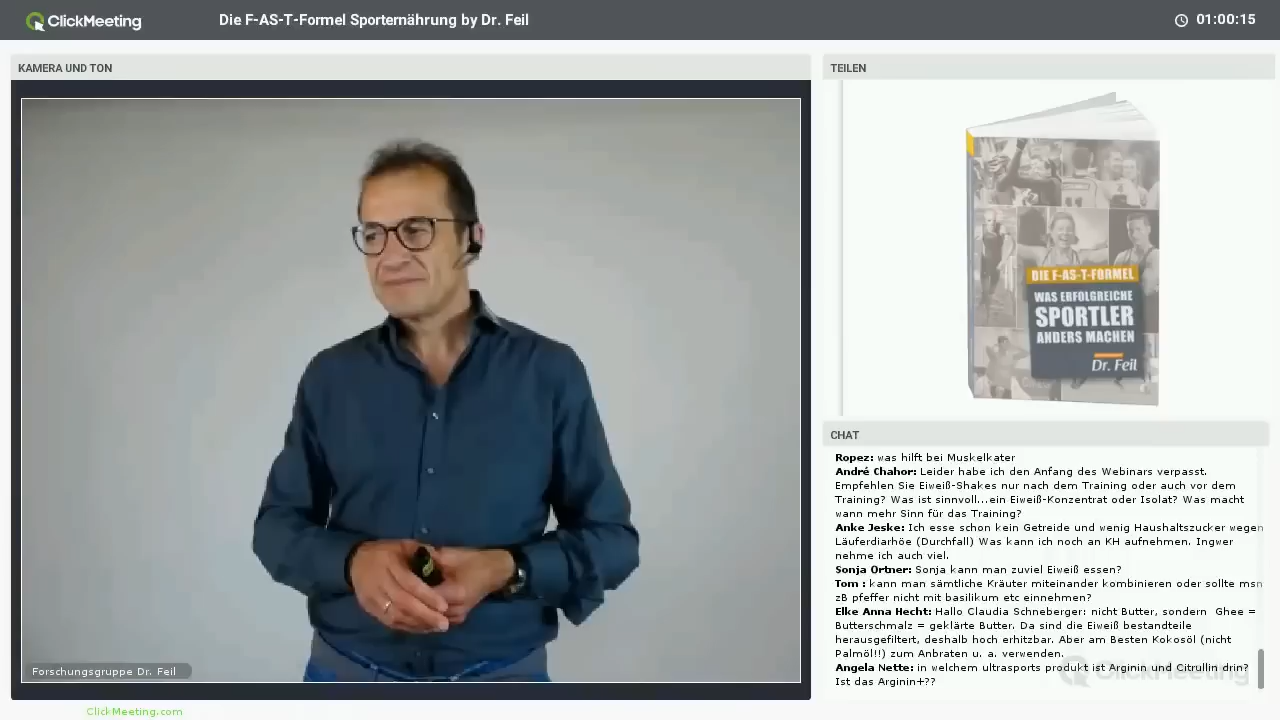 ClickMeeting
Die F-AS-T-Formel Sporternährung by Dr. Feil
01:00:15
KAMERA UND TON
TEILEN
DIE F-AS-T-FORMEL
WAS ERFOLGREICHE
SPORTLER
ANDERS MACHEN
Dr. Feil
CHAT
Ropez: was hilft bei Muskelkater
André Chahor: Leider habe ich den Anfang des Webinars verpasst.
Empfehlen Sie Eiweiß-Shakes nur nach dem Training oder auch vor dem
Training? Was ist sinnvoll...ein Eiweiß-Konzentrat oder Isolat? Was macht
wann mehr Sinn für das Training?
Anke Jeske: Ich esse schon kein Getreide und wenig Haushaltszucker wegen
Läuferdiarhöe (Durchfall) Was kann ich noch an KH aufnehmen. Ingwer
nehme ich auch viel.
Sonja Ortner: Sonja kann man zuviel Eiweiß essen?
Tom : kann man sämtliche Kräuter miteinander kombinieren oder sollte msn
zB pfeffer nicht mit basilikum etc einnehmen?
Elke Anna Hecht: Hallo Claudia Schneberger: nicht Butter, sondern Ghee =
Butterschmalz = geklärte Butter. Da sind die Eiweiß bestandteile
herausgefiltert, deshalb hoch erhitzbar. Aber am Besten Kokosöl (nicht
Palmöl!!) zum Anbraten u. a. verwenden.
Angela Nette: in welchem ultrasports produkt ist Arginin und Citrullin drin?
Ist das Arginin+??
ClickMeeting
Forschungsgruppe Dr. Feil
ClickMeeting.com